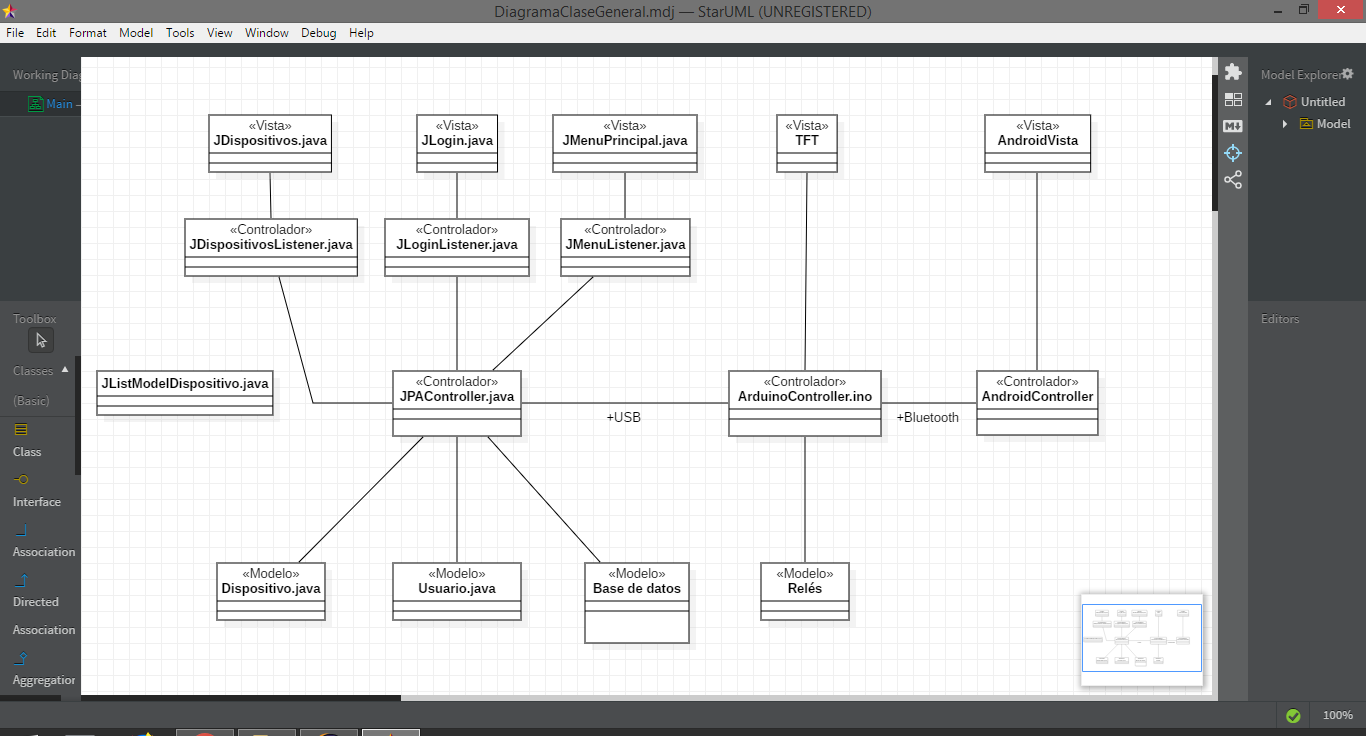 DiagramaClaseGeneral.mdj — StarUML (UNREGISTERED)
File Edit Format Model Tools View Window Debug Help
Working Dia
Main –
Toolbox
Classes
(Basic)
Class
Interface
Association
Directed
Association
Aggregation
«Vista»
JDispositivos.java
«Vista»
JLogin.java
«Vista»
JMenuPrincipal.java
«Vista»
TFT
«Vista»
AndroidVista
«Controlador»
JDispositivosListener.java
«Controlador»
JLoginListener.java
«Controlador»
JMenuListener.java
JListModelDispositivo.java
«Controlador»
JPAController.java
+USB
«Controlador»
ArduinoController.ino
+Bluetooth
«Controlador»
AndroidController
«Modelo»
Dispositivo.java
«Modelo»
Usuario.java
«Modelo»
Base de datos
«Modelo»
Relés
M
Model Explorer
Untitled
Model
Editors
100%